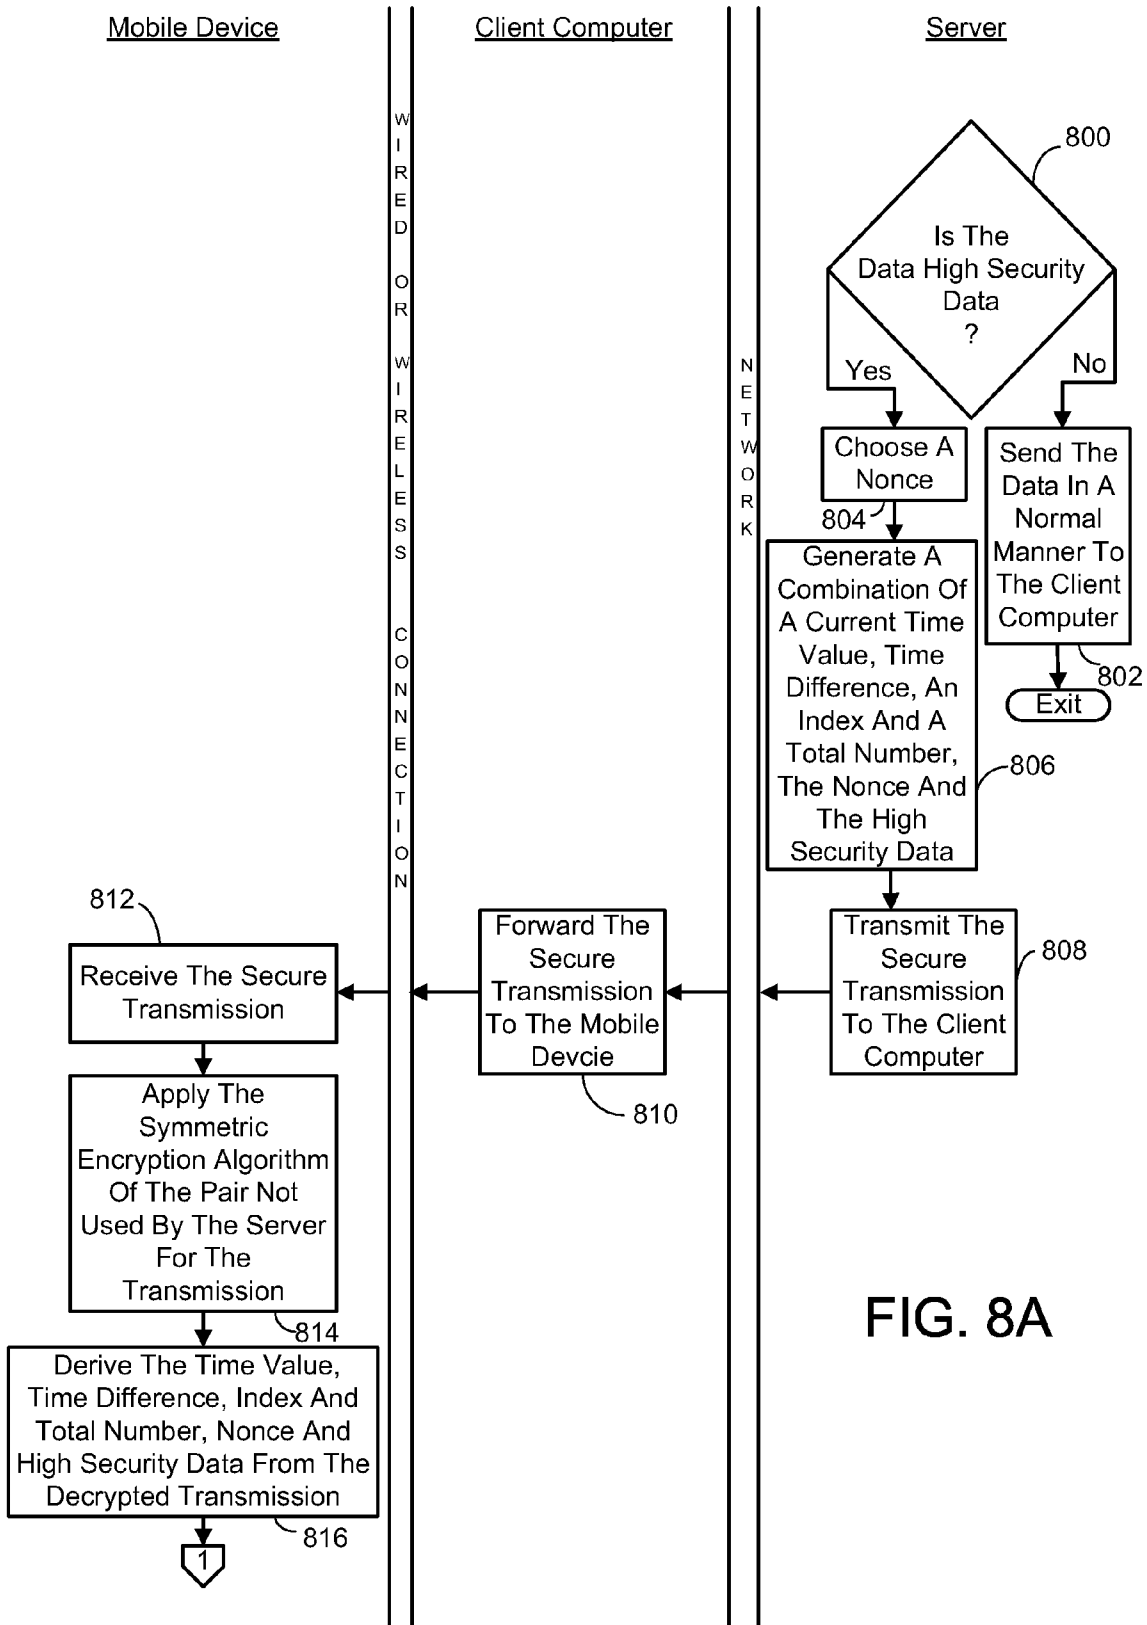 Mobile Device
Client Computer
Server
WIRED OR WIRELESS CONNECTION
NETWORK
800
Is The
Data High Security
Data
?
Yes
No
Choose A
Nonce
804
Send The
Data In A
Normal
Manner To
The Client
Computer
802
Exit
Generate A
Combination Of
A Current Time
Value, Time
Difference, An
Index And A
Total Number,
The Nonce And
The High
Security Data
806
Transmit The
Secure
Transmission
To The Client
Computer
808
Forward The
Secure
Transmission
To The Mobile
Devcie
810
812
Receive The Secure
Transmission
Apply The
Symmetric
Encryption Algorithm
Of The Pair Not
Used By The Server
For The
Transmission
814
Derive The Time Value,
Time Difference, Index And
Total Number, Nonce And
High Security Data From The
Decrypted Transmission
816
1
FIG. 8A